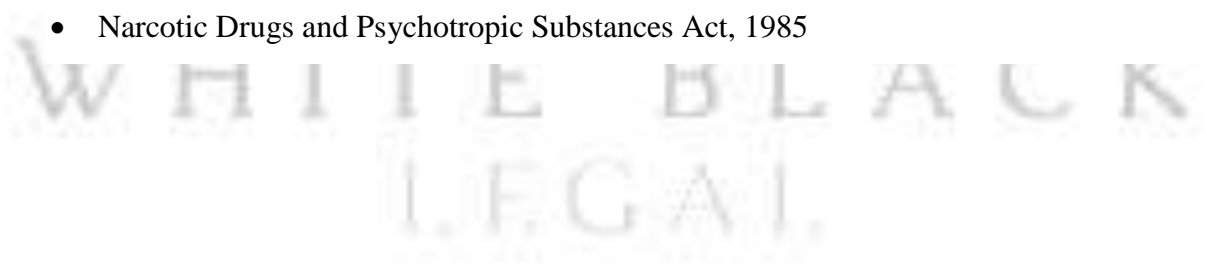 • Narcotic Drugs and Psychotropic Substances Act, 1985
WHITE BLACK
LEGAL